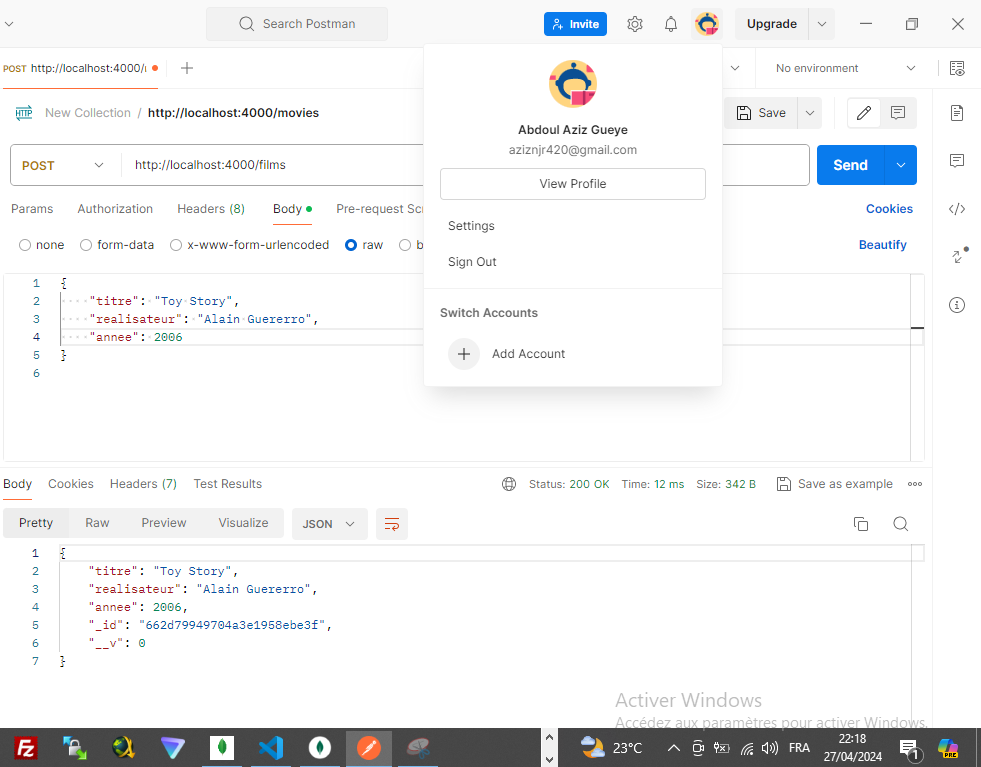 Search Postman
Invite
Upgrade
POST http://localhost:4000/
No environment
HTTP New Collection / http://localhost:4000/movies
Save
Abdoul Aziz Gueye
aziznjr420@gmail.com
View Profile
Settings
Sign Out
Switch Accounts
Add Account
POST http://localhost:4000/films
Send
Params Authorization Headers (8) Body Pre-request Scr
Cookies
none form-data x-www-form-urlencoded raw b
Beautify
1 {
2 ····"titre":·"Toy·Story",
3 ····"realisateur":·"Alain·Guererro",
4 ····"annee":·2006
5 }
6
Body Cookies Headers (7) Test Results
Status: 200 OK Time: 12 ms Size: 342 B Save as example
Pretty Raw Preview Visualize JSON
1 {
2 "titre": "Toy Story",
3 "realisateur": "Alain Guererro",
4 "annee": 2006,
5 "_id": "662d79949704a3e1958ebe3f",
6 "__v": 0
7 }
Activer Windows
Accédez aux paramètres pour activer Windows.
Fz
23°C
FRA
22:18
27/04/2024
1
PRE